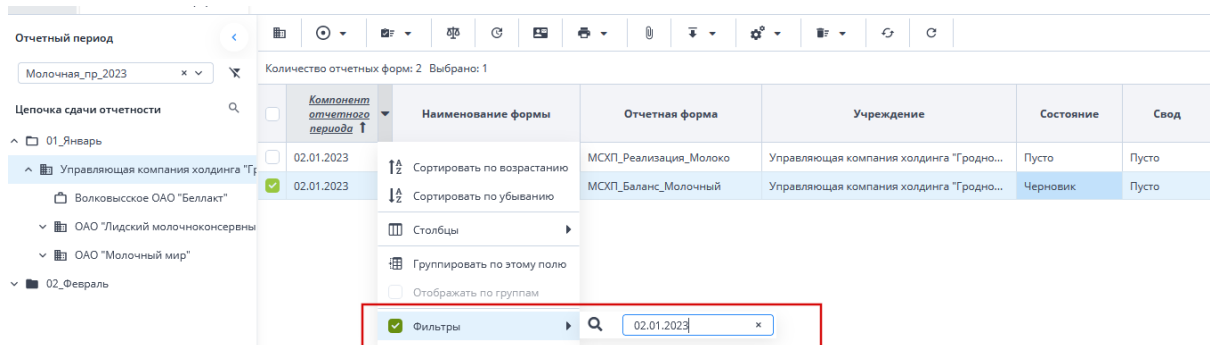 Отчетный период
Молочная_пр_2023
Цепочка сдачи отчетности
01_Январь
Управляющая компания холдинга "Гр
Волковысское ОАО "Беллакт"
ОАО "Лидский молочноконсервны
ОАО "Молочный мир"
02_Февраль
Количество отчетных форм: 2 Выбрано: 1
Компонент отчетного периода Наименование формы Отчетная форма Учреждение Состояние Свод
02.01.2023 МСХП_Реализация_Молоко Управляющая компания холдинга "Гродно... Пусто Пусто
02.01.2023 МСХП_Баланс_Молочный Управляющая компания холдинга "Гродно... Черновик Пусто
Сортировать по возрастанию
Сортировать по убыванию
Столбцы
Группировать по этому полю
Отображать по группам
Фильтры
02.01.2023